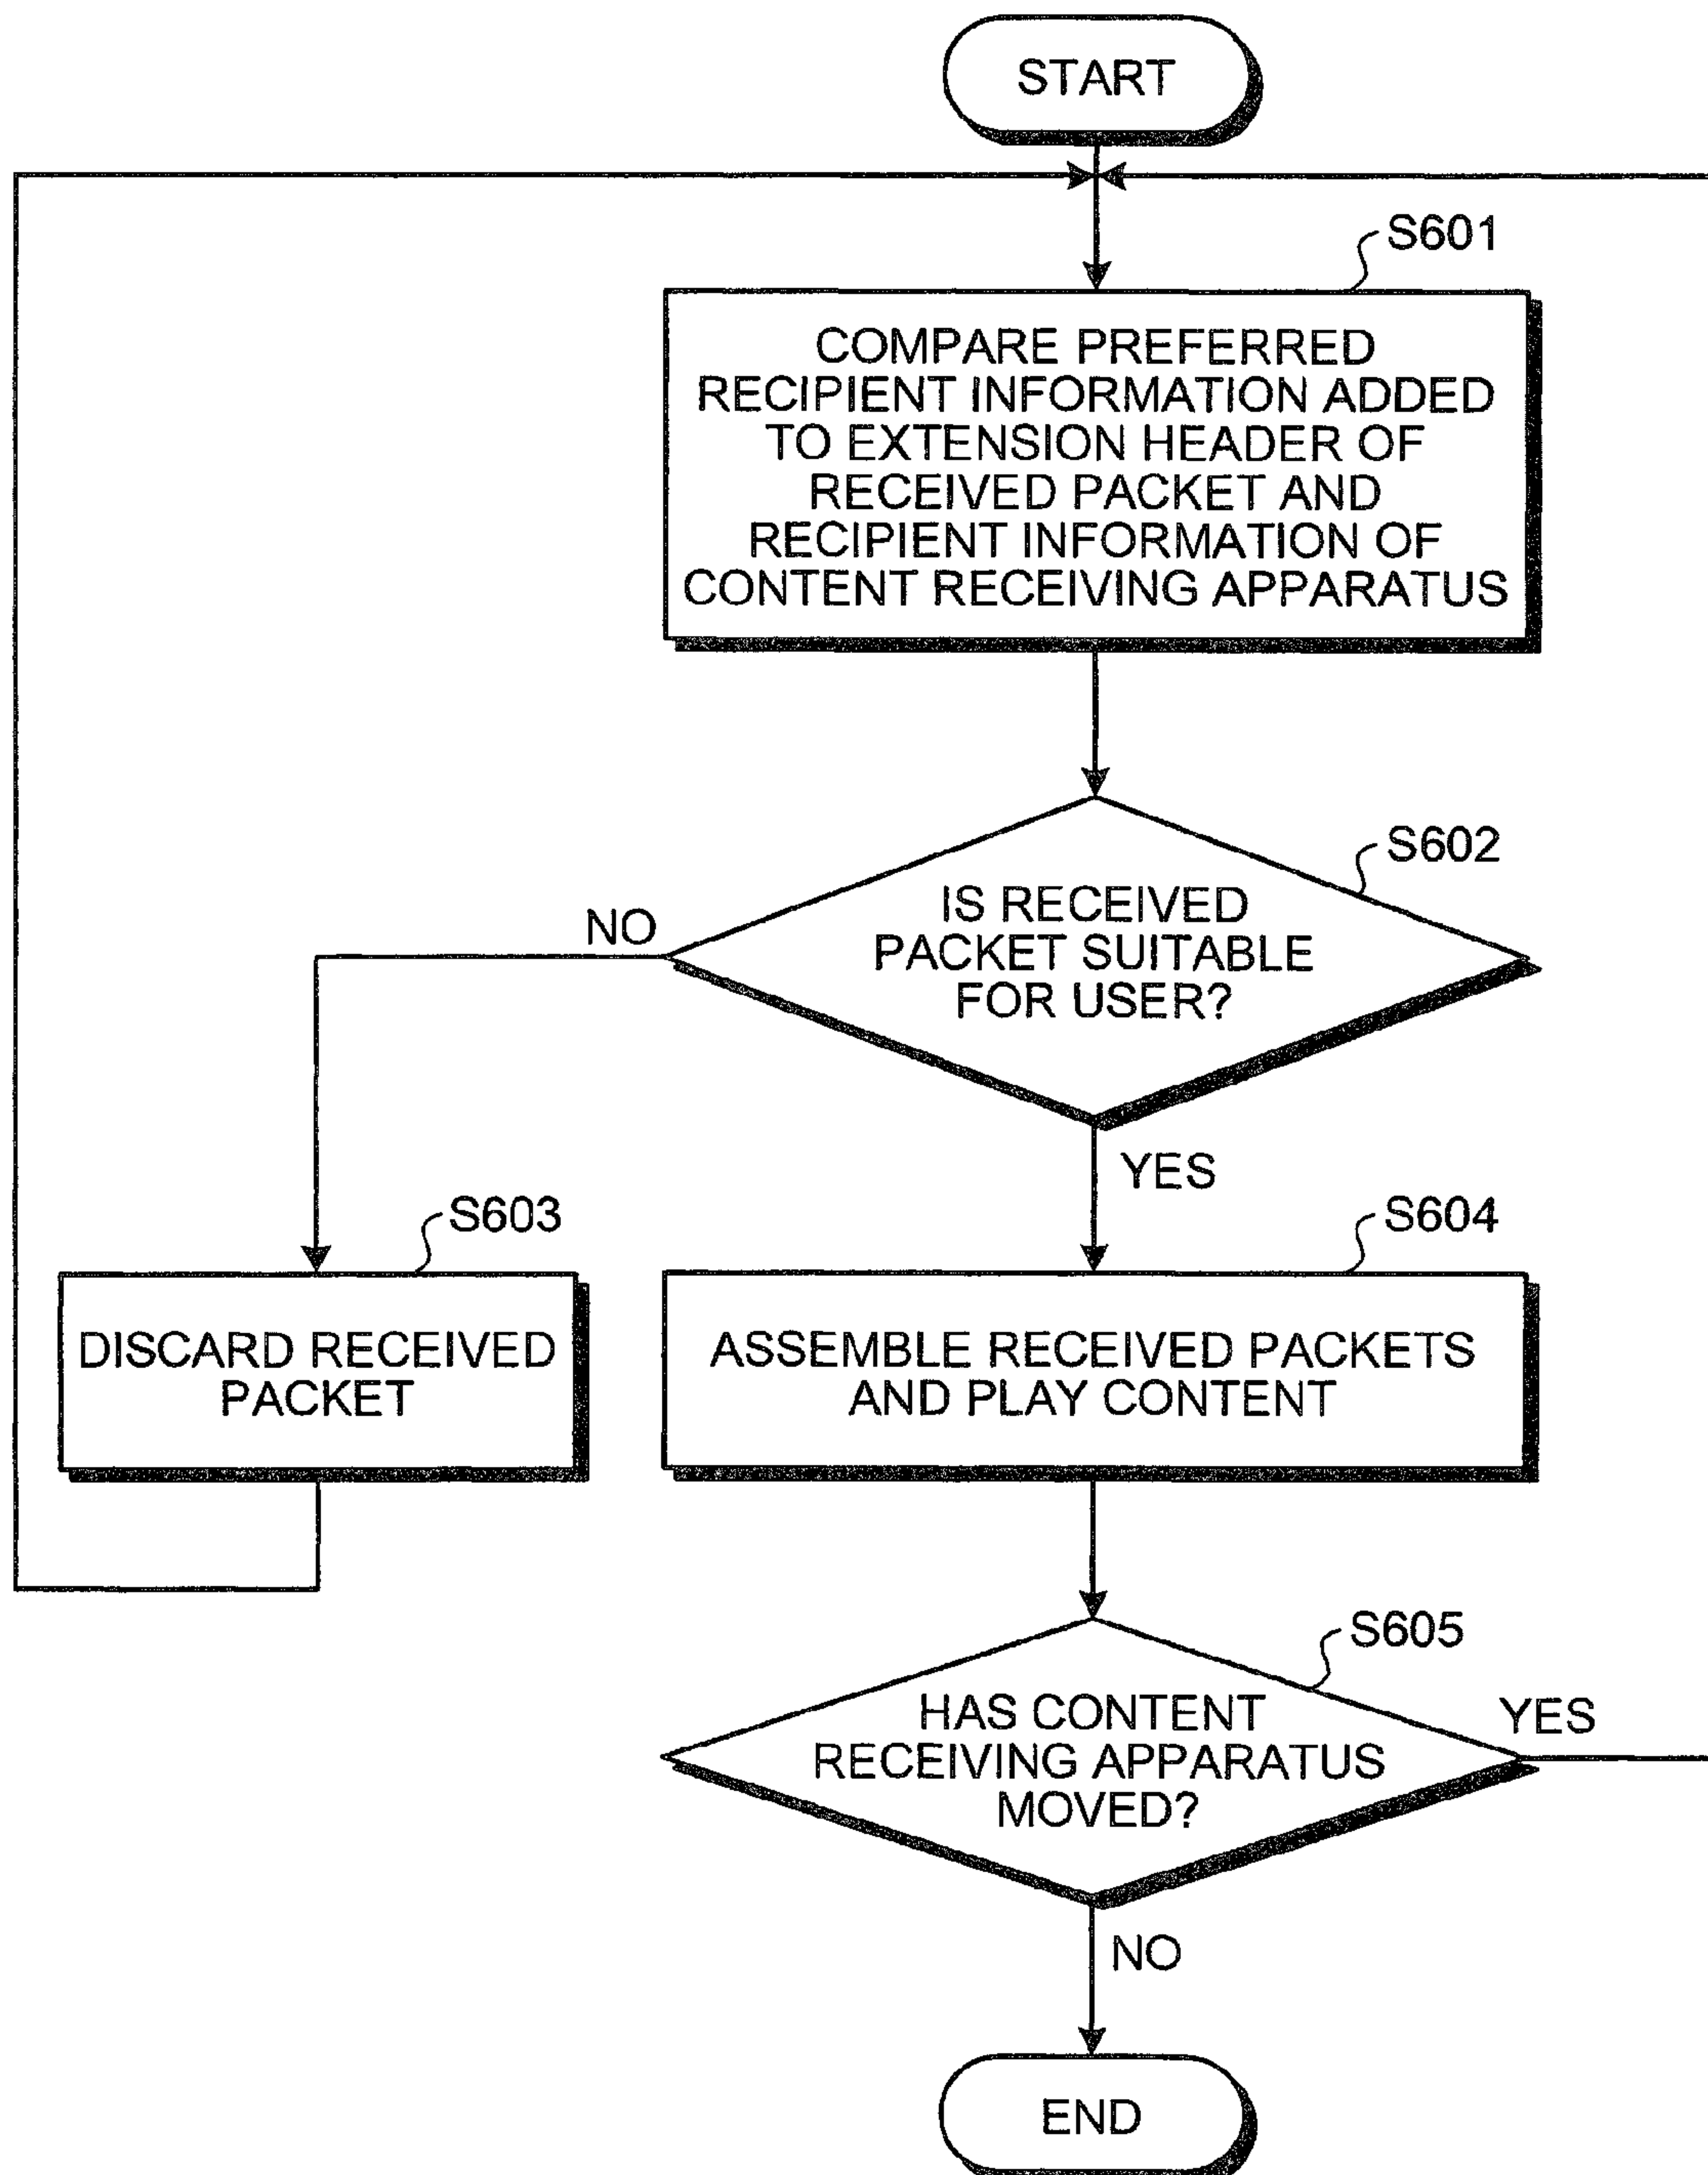 START
S601
COMPARE PREFERRED
RECIPIENT INFORMATION ADDED
TO EXTENSION HEADER OF
RECEIVED PACKET AND
RECIPIENT INFORMATION OF
CONTENT RECEIVING APPARATUS
S602
IS RECEIVED
PACKET SUITABLE
FOR USER?
NO
YES
S603
DISCARD RECEIVED
PACKET
S604
ASSEMBLE RECEIVED PACKETS
AND PLAY CONTENT
S605
HAS CONTENT
RECEIVING APPARATUS
MOVED?
YES
NO
END